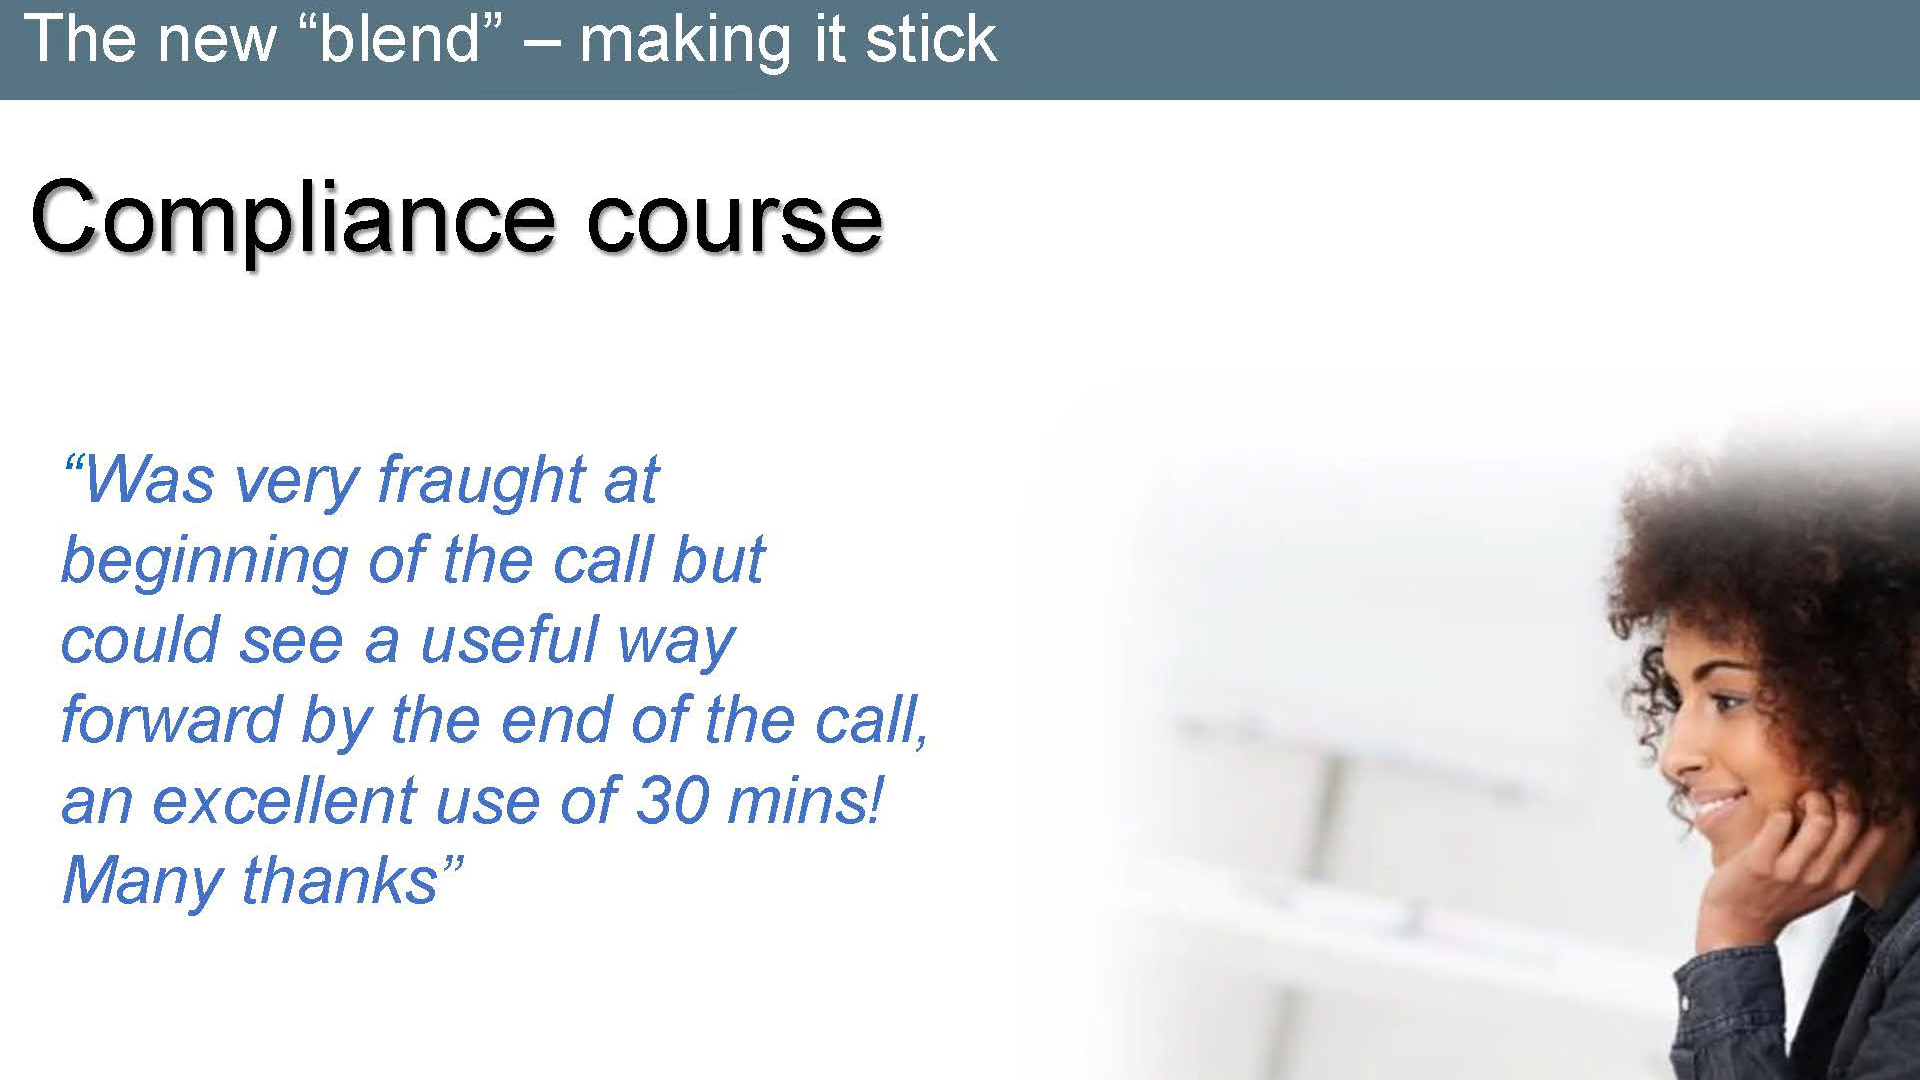 The new “blend” – making it stick
Compliance course
“Was very fraught at
beginning of the call but
could see a useful way
forward by the end of the call,
an excellent use of 30 mins!
Many thanks”